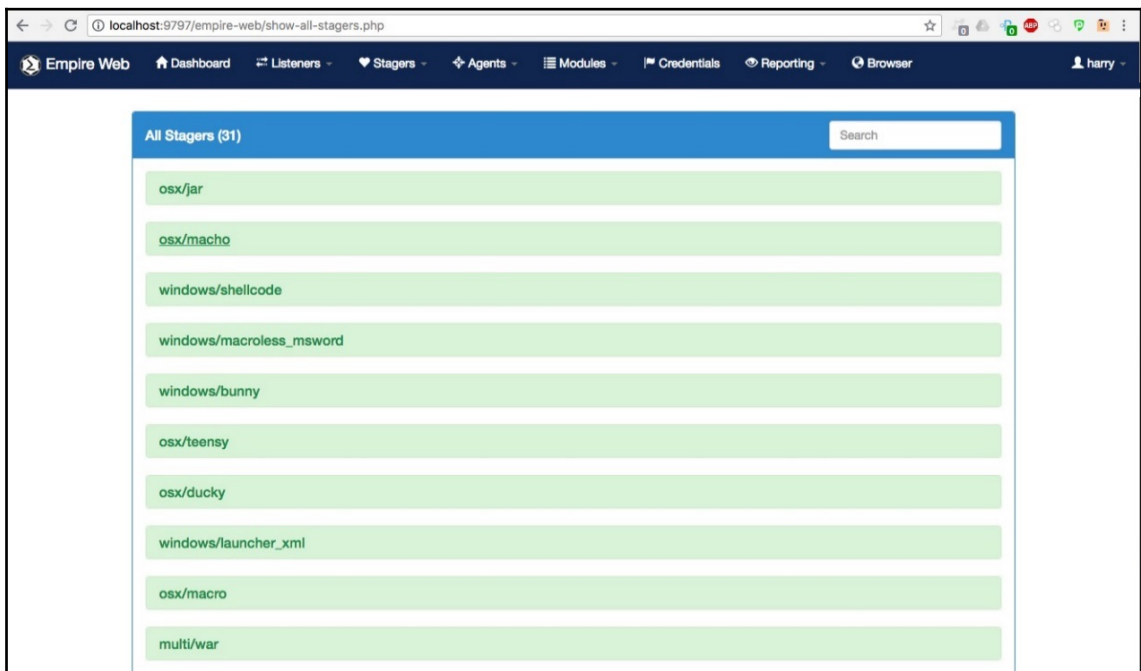 localhost:9797/empire-web/show-all-stagers.php
Empire Web Dashboard Listeners Stagers Agents Modules Credentials Reporting Browser harry
All Stagers (31) Search
osx/jar
osx/macho
windows/shellcode
windows/macroless_msword
windows/bunny
osx/teensy
osx/ducky
windows/launcher_xml
osx/macro
multi/war